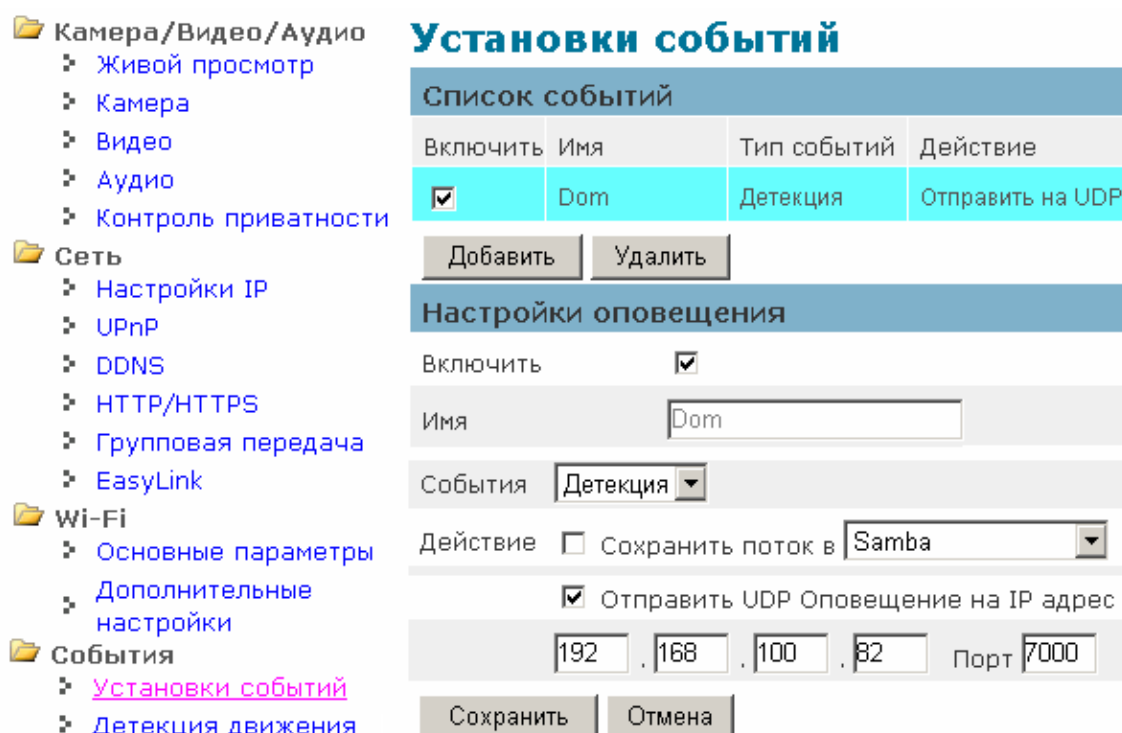 Камера/Видео/Аудио
Живой просмотр
Камера
Видео
Аудио
Контроль приватности
Сеть
Настройки IP
UPnP
DDNS
HTTP/HTTPS
Групповая передача
EasyLink
Wi-Fi
Основные параметры
Дополнительные
настройки
События
Установки событий
Детекция движения
Установки событий
Список событий
Включить Имя Тип событий Действие
Dom Детекция Отправить на UDP
Добавить Удалить
Настройки оповещения
Включить
Имя Dom
События Детекция
Действие Сохранить поток в Samba
Отправить UDP Оповещение на IP адрес
192 . 168 . 100 . 82 Порт 7000
Сохранить Отмена